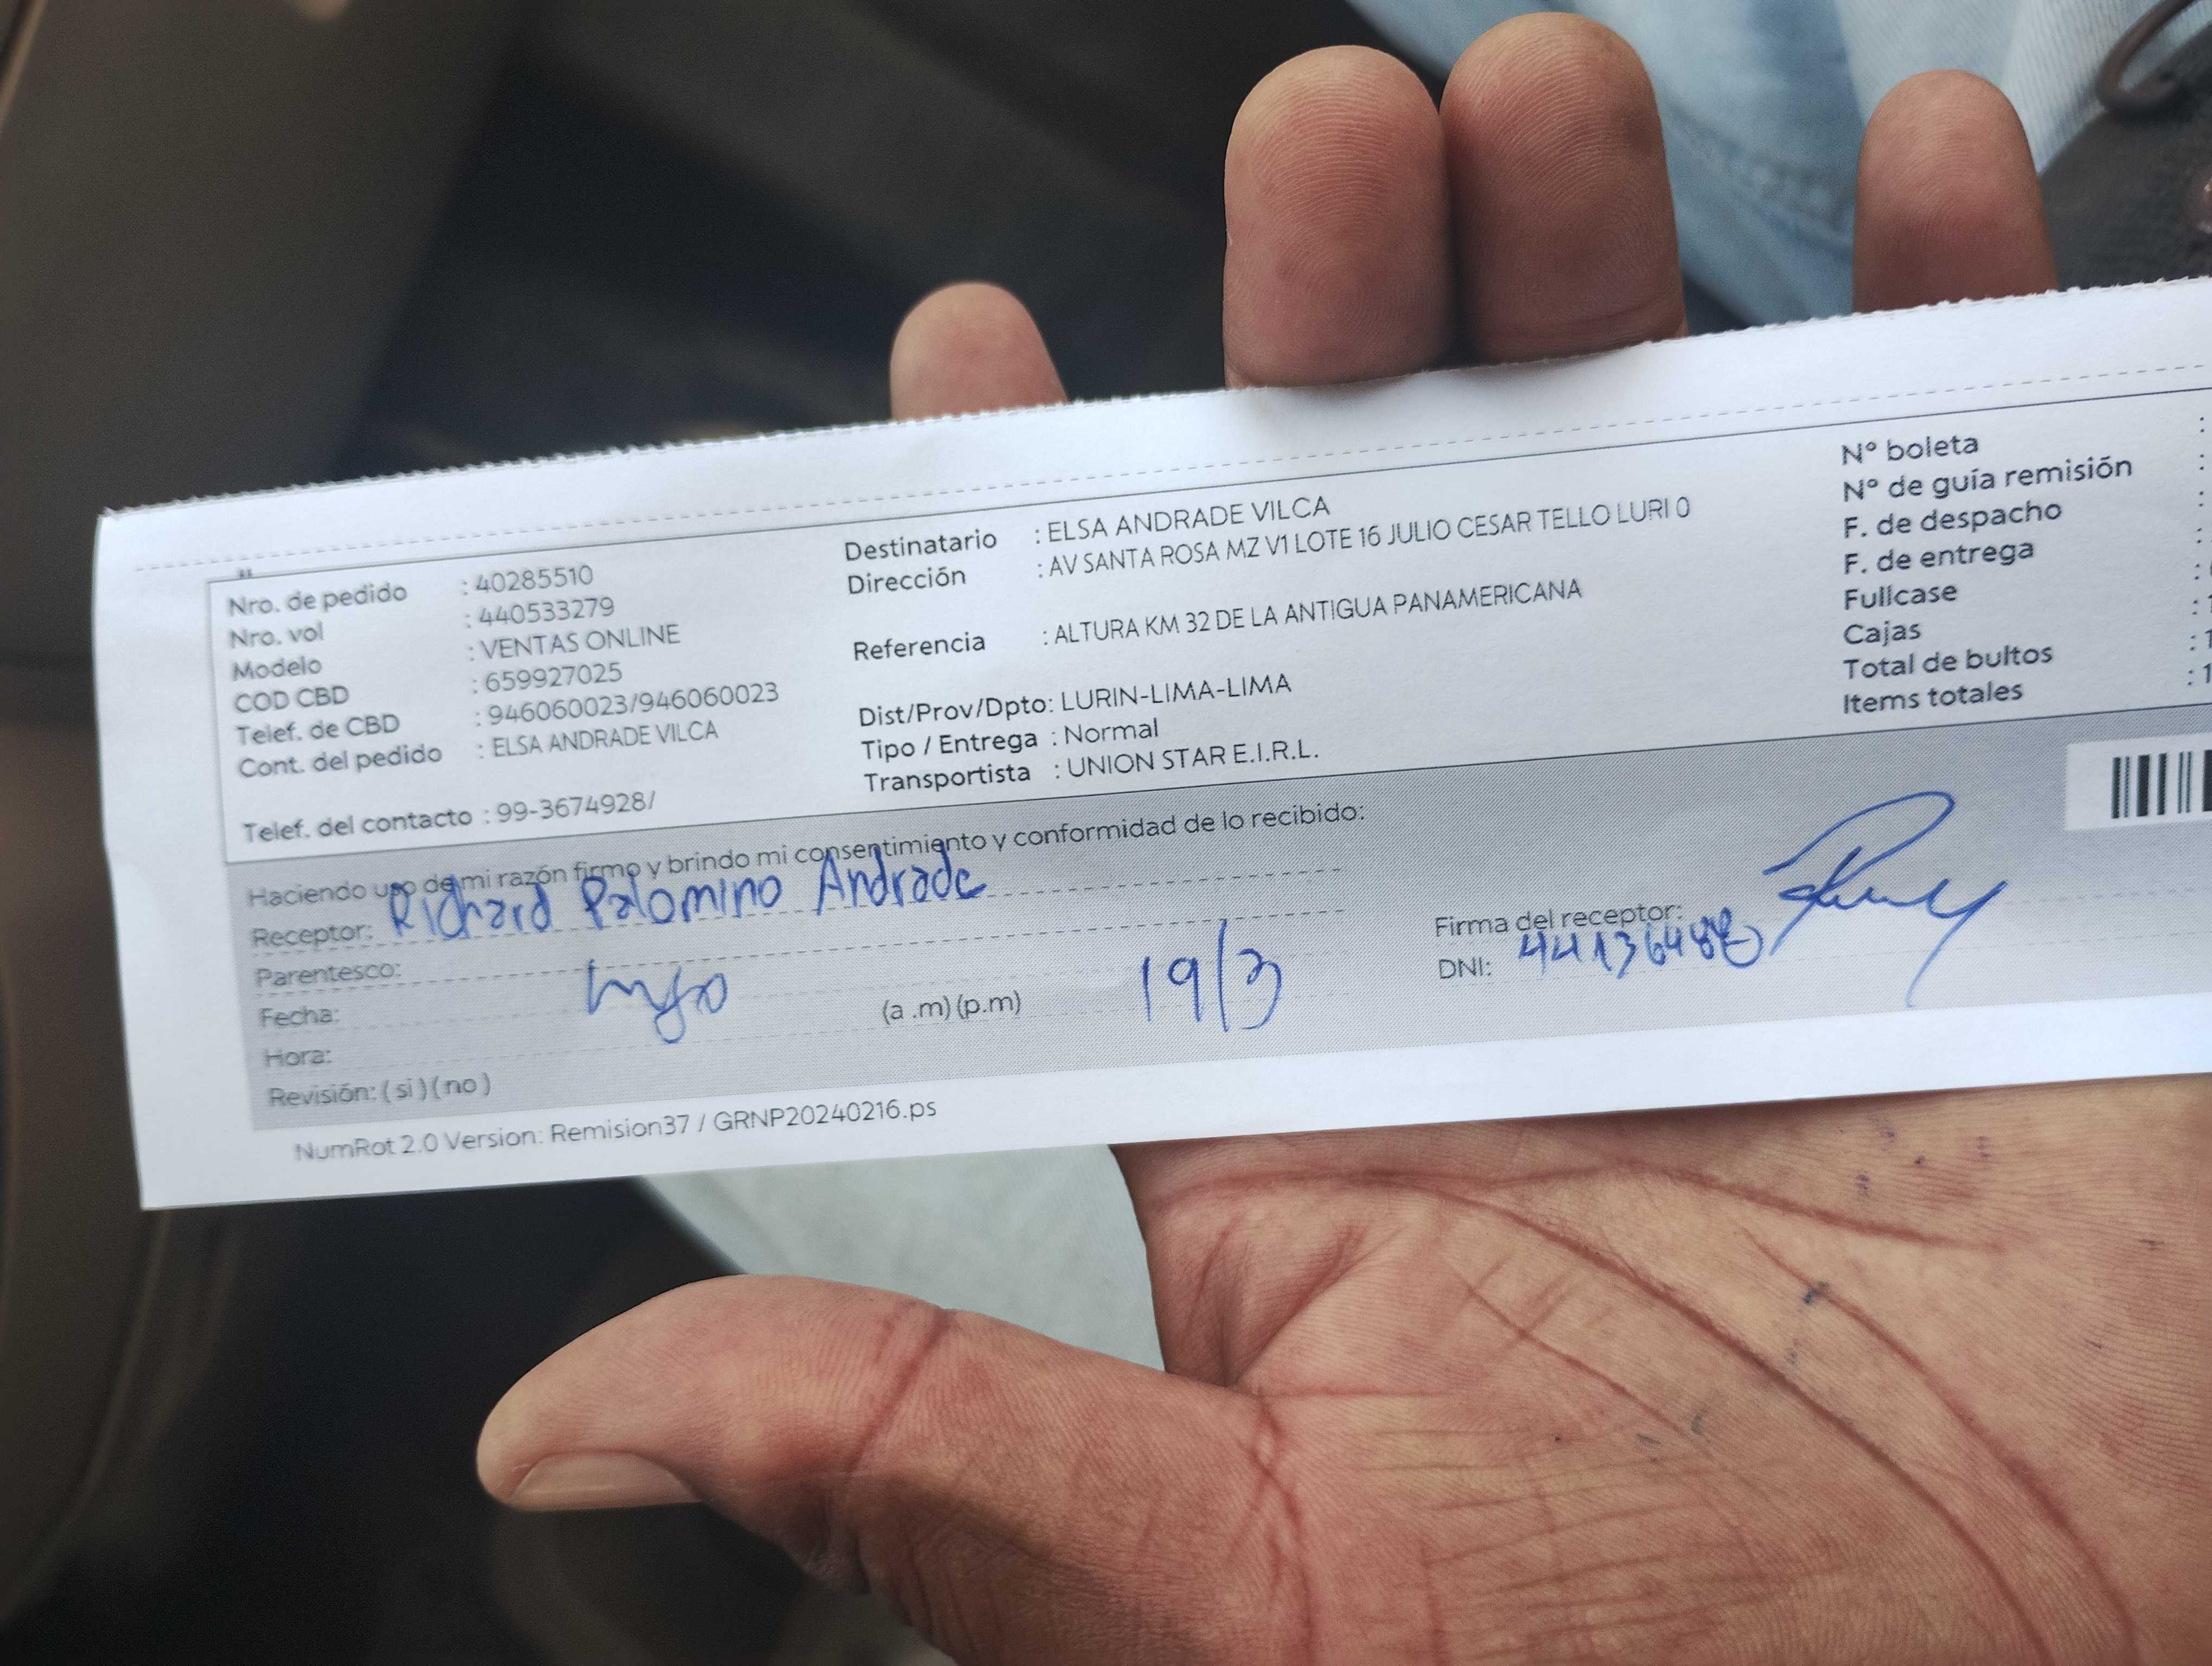 Nro. de pedido : 40285510
Nro. vol : 440533279
Modelo : VENTAS ONLINE
COD CBD : 659927025
Telef. de CBD : 946060023/946060023
Cont. del pedido : ELSA ANDRADE VILCA
Telef. del contacto : 99-3674928/
Destinatario : ELSA ANDRADE VILCA
Dirección : AV SANTA ROSA MZ V1 LOTE 16 JULIO CESAR TELLO LURI 0
Referencia : ALTURA KM 32 DE LA ANTIGUA PANAMERICANA
Dist/Prov/Dpto: LURIN-LIMA-LIMA
Tipo / Entrega : Normal
Transportista : UNION STAR E.I.R.L.
Nº boleta :
Nº de guía remisión :
F. de despacho :
F. de entrega :
Fullcase :
Cajas : 1
Total de bultos : 1
Items totales : 1
Haciendo uso de mi razón firmo y brindo mi consentimiento y conformidad de lo recibido:
Receptor: Richard Palomino Andrade
Parentesco:
Fecha: (a .m) (p.m) 19/3
Hora:
Revisión: ( si ) ( no )
Firma del receptor:
DNI:
NumRot 2.0 Version: Remision37 / GRNP20240216.ps